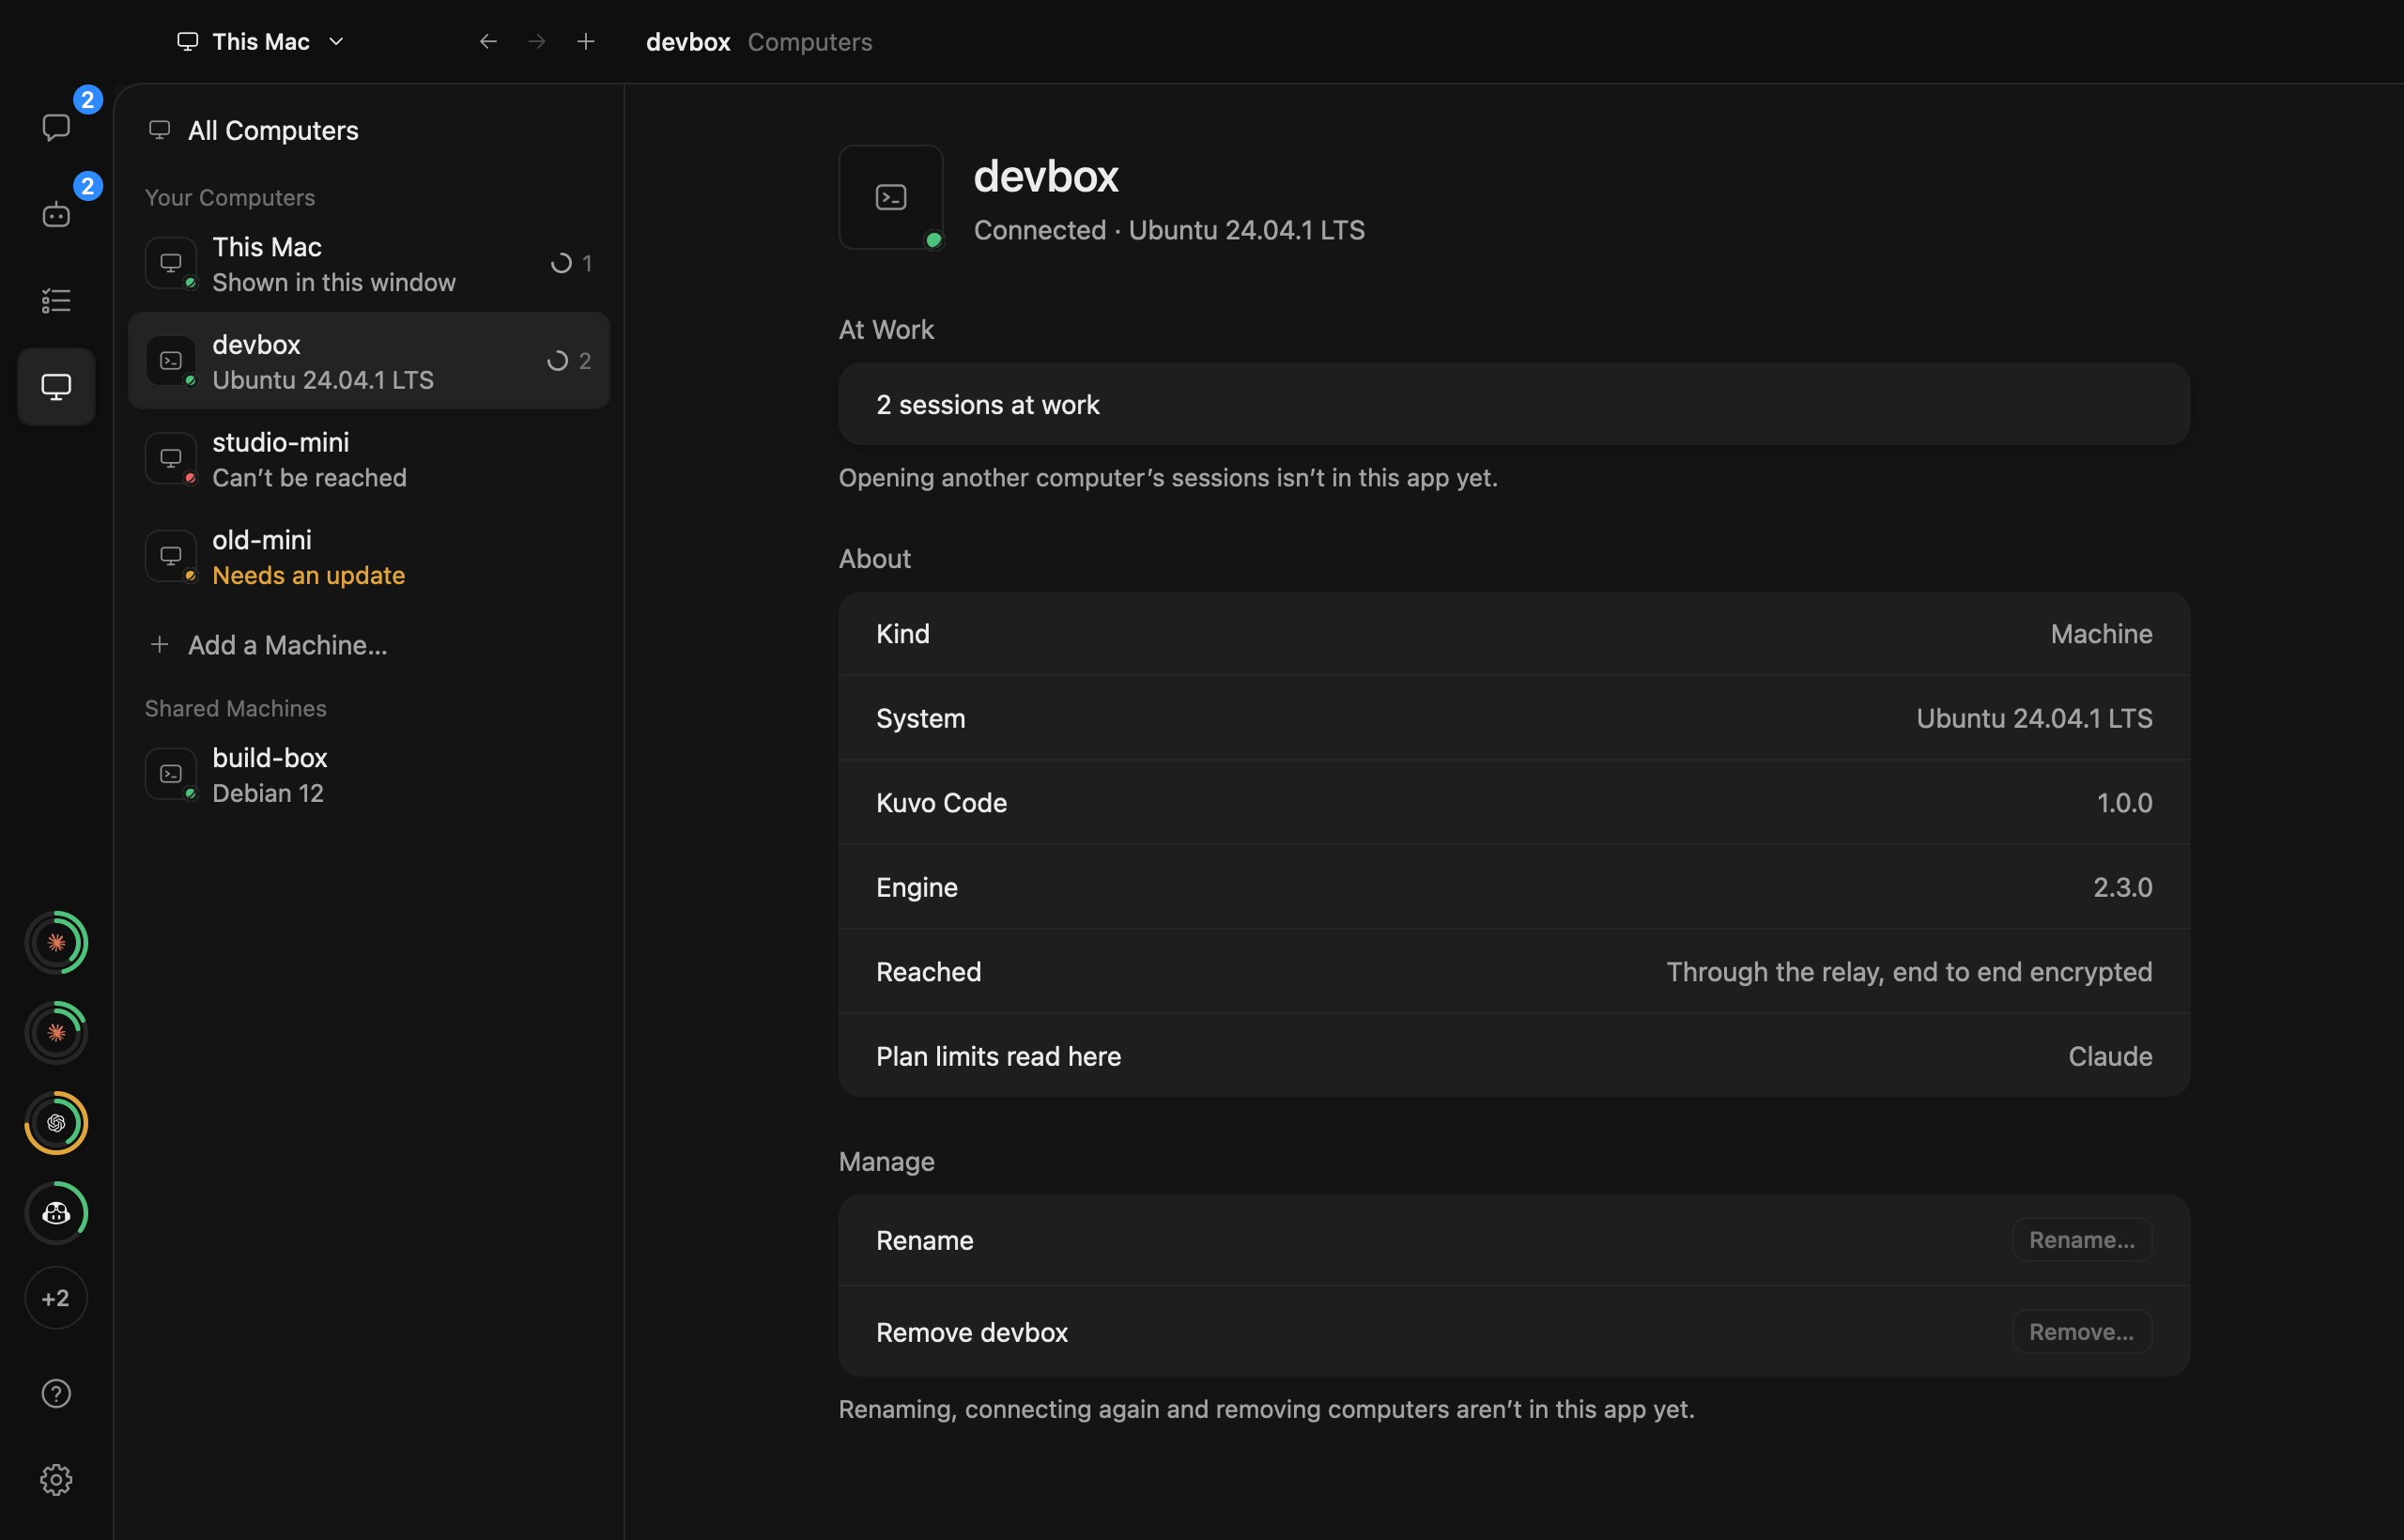 This Mac
devbox Computers
2
2
All Computers
Your Computers
This Mac
Shown in this window
1
devbox
Ubuntu 24.04.1 LTS
2
studio-mini
Can’t be reached
old-mini
Needs an update
Add a Machine...
Shared Machines
build-box
Debian 12
+2
devbox
Connected · Ubuntu 24.04.1 LTS
At Work
2 sessions at work
Opening another computer’s sessions isn’t in this app yet.
About
Kind Machine
System Ubuntu 24.04.1 LTS
Kuvo Code 1.0.0
Engine 2.3.0
Reached Through the relay, end to end encrypted
Plan limits read here Claude
Manage
Rename Rename...
Remove devbox Remove...
Renaming, connecting again and removing computers aren’t in this app yet.